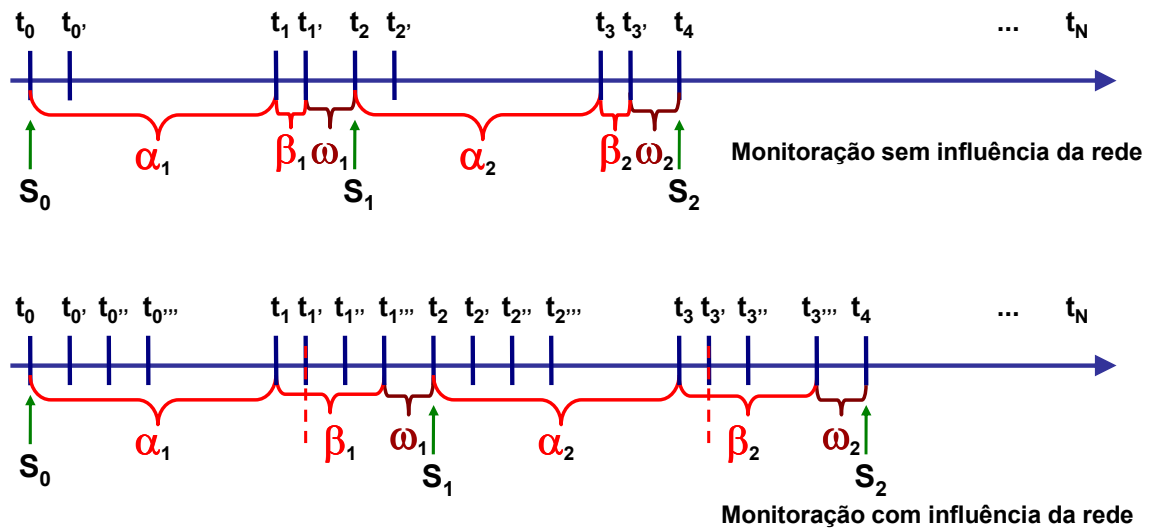 t0 t0' t1 t1' t2 t2' t3 t3' t4 ... tN
α1 β1 ω1 α2 β2 ω2 Monitoração sem influência da rede
S0 S1 S2
t0 t0' t0'' t0''' t1 t1' t1'' t1''' t2 t2' t2'' t2''' t3 t3' t3'' t3''' t4 ... tN
α1 β1 ω1 α2 β2 ω2
S0 S1 S2
Monitoração com influência da rede